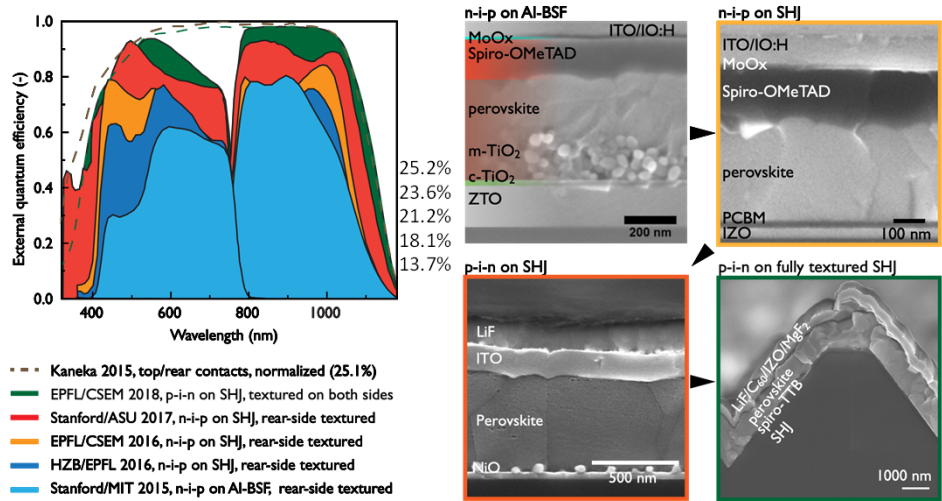 External quantum efficiency (-)
1.0
0.8
0.6
0.4
0.2
0.0
400
600
800
1000
Wavelength (nm)
25.2%
23.6%
21.2%
18.1%
13.7%
Kaneka 2015, top/rear contacts, normalized (25.1%)
EPFL/CSEM 2018, p-i-n on SHJ, textured on both sides
Stanford/ASU 2017, n-i-p on SHJ, rear-side textured
EPFL/CSEM 2016, n-i-p on SHJ, rear-side textured
HZB/EPFL 2016, n-i-p on SHJ, rear-side textured
Stanford/MIT 2015, n-i-p on Al-BSF, rear-side textured
n-i-p on Al-BSF
MoOx
ITO/IO:H
Spiro-OMeTAD
perovskite
m-TiO₂
c-TiO₂
ZTO
200 nm
n-i-p on SHJ
ITO/IO:H
MoOx
Spiro-OMeTAD
perovskite
PCBM
IZO
100 nm
p-i-n on SHJ
LiF
ITO
Perovskite
NiO
500 nm
p-i-n on fully textured SHJ
LiF/C₆₀/IZO/MgF₂
perovskite
spiro-TTB
SHJ
1000 nm